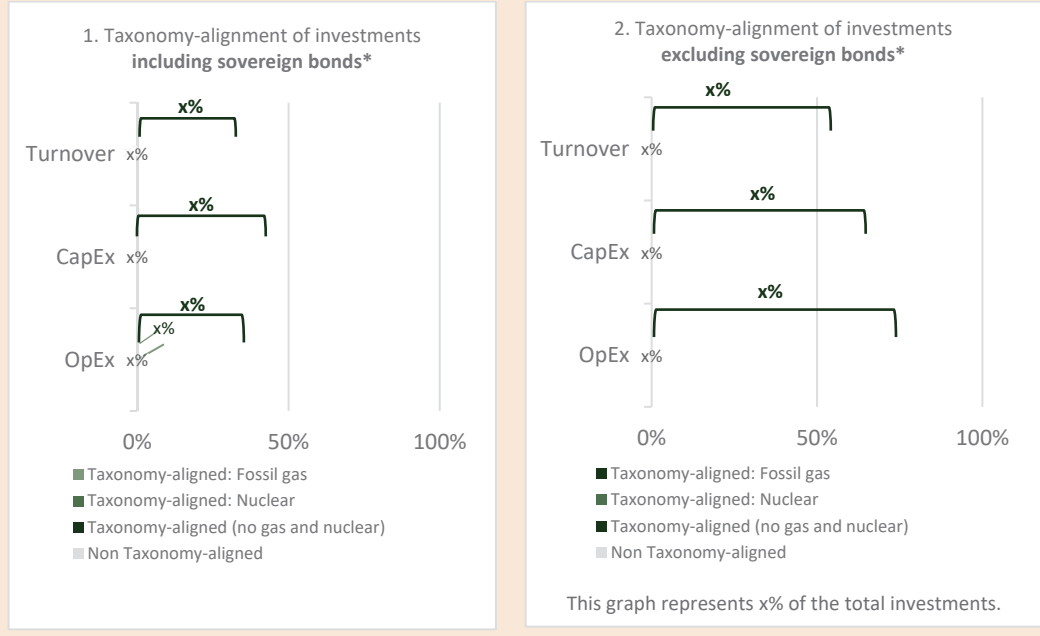 1. Taxonomy-alignment of investments
including sovereign bonds*
x%
Turnover x%
x%
CapEx x%
x%
x%
OpEx x%
0% 50% 100%
Taxonomy-aligned: Fossil gas
Taxonomy-aligned: Nuclear
Taxonomy-aligned (no gas and nuclear)
Non Taxonomy-aligned
2. Taxonomy-alignment of investments
excluding sovereign bonds*
x%
Turnover x%
x%
CapEx x%
x%
OpEx x%
0% 50% 100%
Taxonomy-aligned: Fossil gas
Taxonomy-aligned: Nuclear
Taxonomy-aligned (no gas and nuclear)
Non Taxonomy-aligned
This graph represents x% of the total investments.